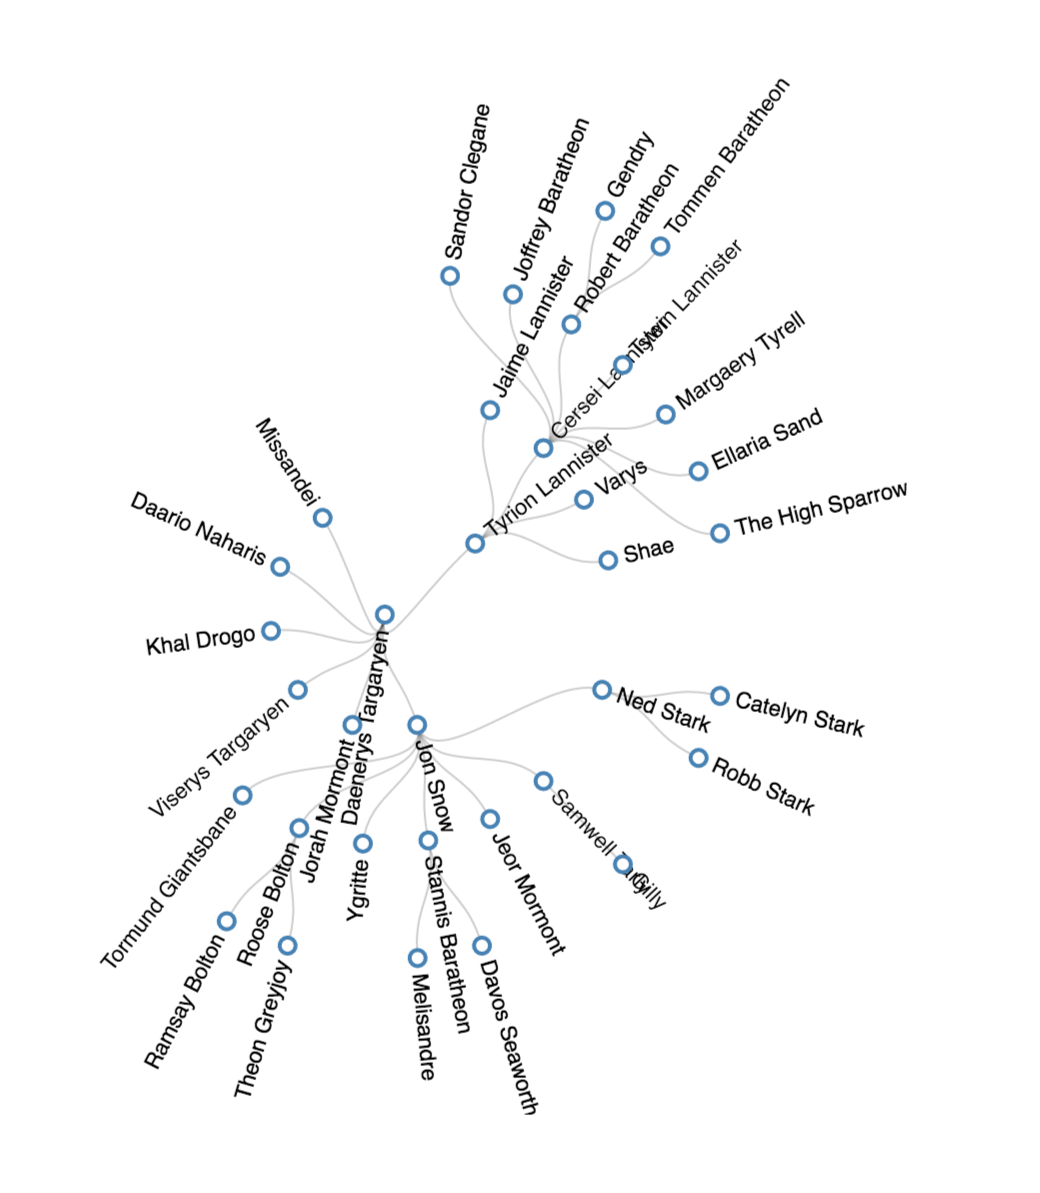 Sandor Clegane
Joffrey Baratheon
Gendry
Robert Baratheon
Tommen Baratheon
Jaime Lannister
Cersei Lannister
Tywin Lannister
Margaery Tyrell
Ellaria Sand
The High Sparrow
Tyrion Lannister
Varys
Shae
Missandei
Daario Naharis
Khal Drogo
Viserys Targaryen
Jorah Mormont
Daenerys Targaryen
Jon Snow
Ned Stark
Catelyn Stark
Robb Stark
Tormund Giantsbane
Roose Bolton
Ramsay Bolton
Theon Greyjoy
Ygritte
Stannis Baratheon
Melisandre
Davos Seaworth
Jeor Mormont
Samwell Tarly
Gilly